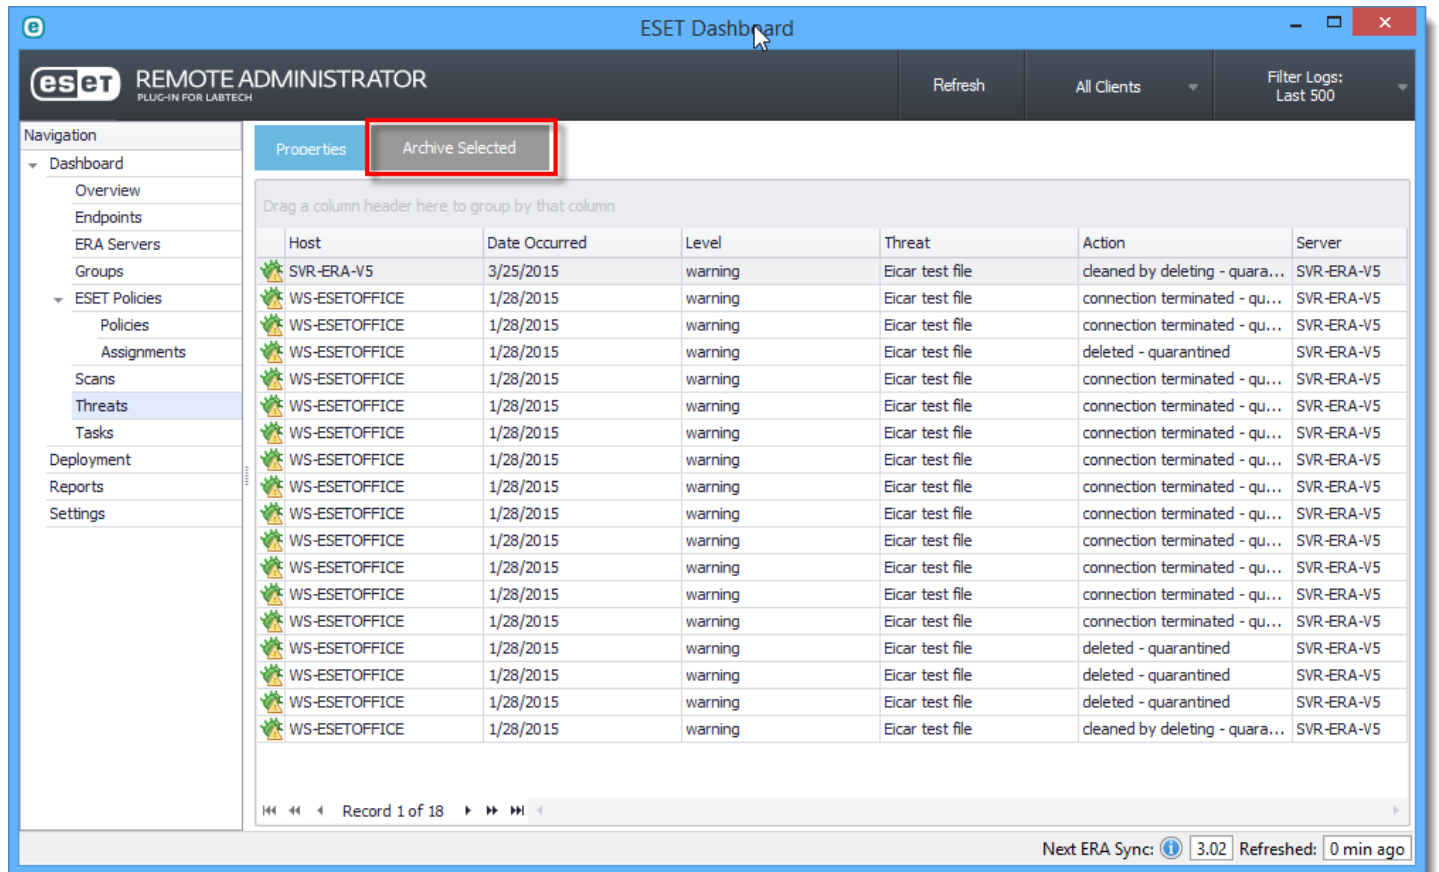 e
ESET Dashboard
eseT REMOTE ADMINISTRATOR
PLUG-IN FOR LABTECH
Refresh
All Clients
Filter Logs:
Last 500
Navigation
Dashboard
Overview
Endpoints
ERA Servers
Groups
ESET Policies
Policies
Assignments
Scans
Threats
Tasks
Deployment
Reports
Settings
Properties Archive Selected
Drag a column header here to group by that column
Host Date Occurred Level Threat Action Server
SVR-ERA-V5 3/25/2015 warning Eicar test file cleaned by deleting - quara... SVR-ERA-V5
WS-ESETOFFICE 1/28/2015 warning Eicar test file connection terminated - qu... SVR-ERA-V5
WS-ESETOFFICE 1/28/2015 warning Eicar test file connection terminated - qu... SVR-ERA-V5
WS-ESETOFFICE 1/28/2015 warning Eicar test file deleted - quarantined SVR-ERA-V5
WS-ESETOFFICE 1/28/2015 warning Eicar test file connection terminated - qu... SVR-ERA-V5
WS-ESETOFFICE 1/28/2015 warning Eicar test file connection terminated - qu... SVR-ERA-V5
WS-ESETOFFICE 1/28/2015 warning Eicar test file connection terminated - qu... SVR-ERA-V5
WS-ESETOFFICE 1/28/2015 warning Eicar test file connection terminated - qu... SVR-ERA-V5
WS-ESETOFFICE 1/28/2015 warning Eicar test file connection terminated - qu... SVR-ERA-V5
WS-ESETOFFICE 1/28/2015 warning Eicar test file connection terminated - qu... SVR-ERA-V5
WS-ESETOFFICE 1/28/2015 warning Eicar test file connection terminated - qu... SVR-ERA-V5
WS-ESETOFFICE 1/28/2015 warning Eicar test file connection terminated - qu... SVR-ERA-V5
WS-ESETOFFICE 1/28/2015 warning Eicar test file connection terminated - qu... SVR-ERA-V5
WS-ESETOFFICE 1/28/2015 warning Eicar test file connection terminated - qu... SVR-ERA-V5
WS-ESETOFFICE 1/28/2015 warning Eicar test file deleted - quarantined SVR-ERA-V5
WS-ESETOFFICE 1/28/2015 warning Eicar test file deleted - quarantined SVR-ERA-V5
WS-ESETOFFICE 1/28/2015 warning Eicar test file deleted - quarantined SVR-ERA-V5
WS-ESETOFFICE 1/28/2015 warning Eicar test file cleaned by deleting - quara... SVR-ERA-V5
Record 1 of 18
Next ERA Sync: 3.02 Refreshed: 0 min ago